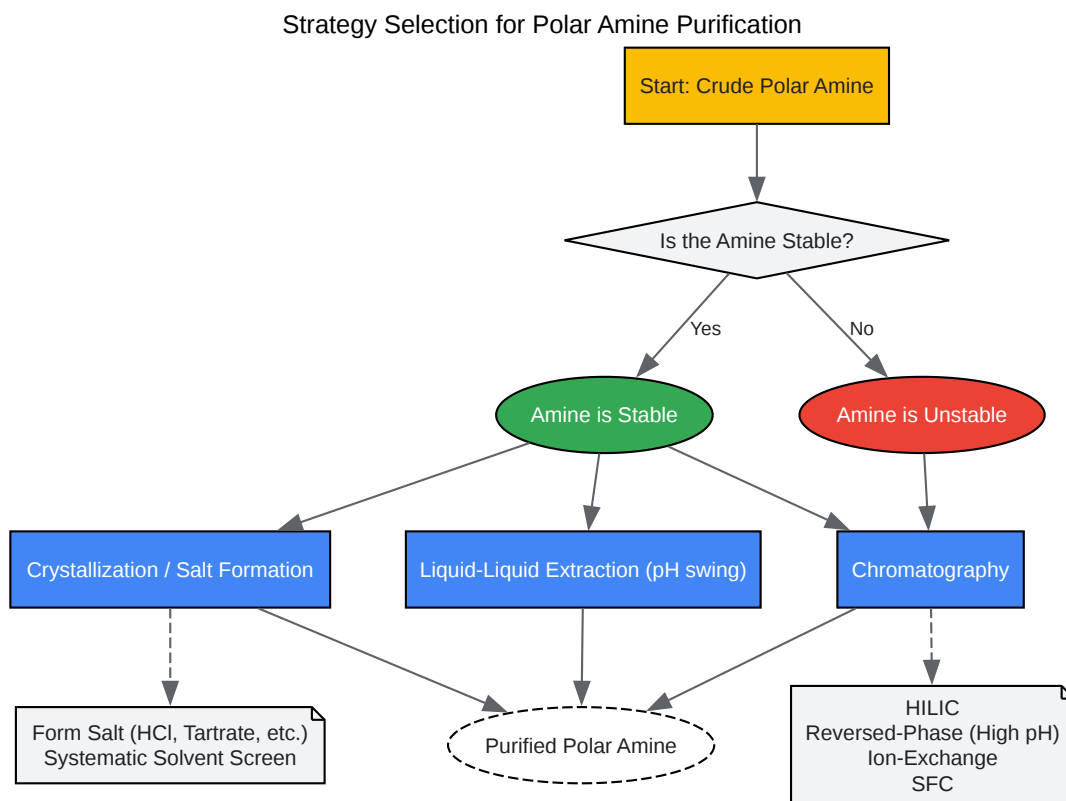 Strategy Selection for Polar Amine Purification
Start: Crude Polar Amine
Is the Amine Stable?
Yes
No
Amine is Stable
Amine is Unstable
Crystallization / Salt Formation
Liquid-Liquid Extraction (pH swing)
Chromatography
Form Salt (HCl, Tartrate, etc.)
Systematic Solvent Screen
Purified Polar Amine
HILIC
Reversed-Phase (High pH)
Ion-Exchange
SFC